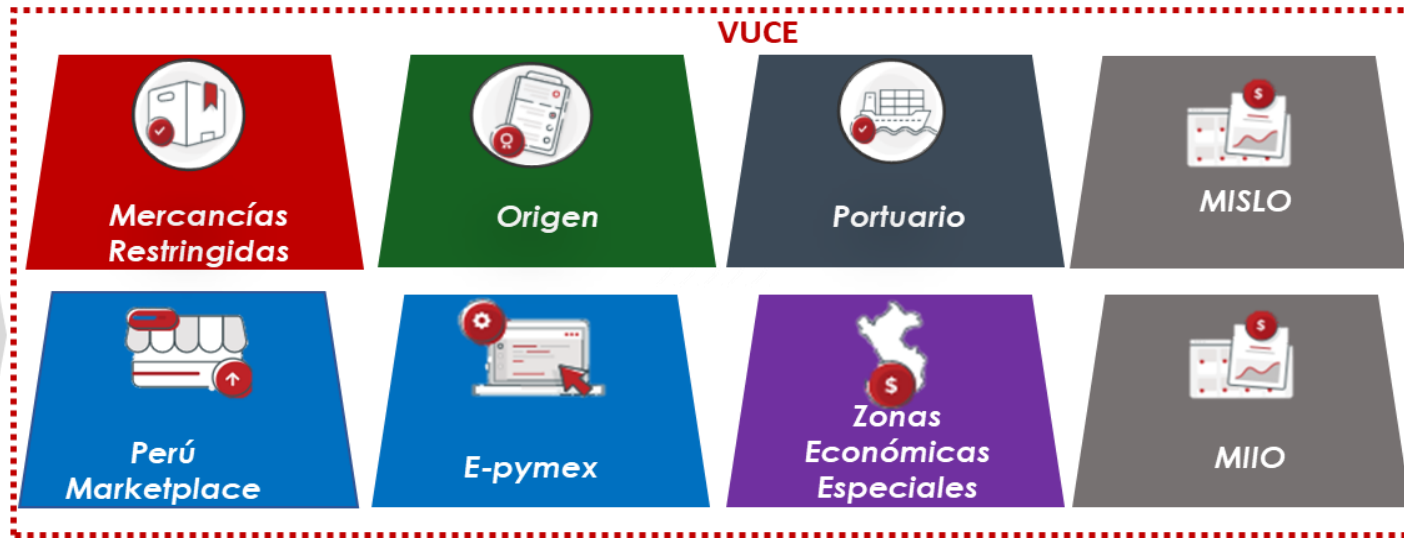 VUCE
Mercancías
Restringidas
Origen
Portuario
MISLO
Perú
Marketplace
E-pymex
Zonas
Económicas
Especiales
MIIO